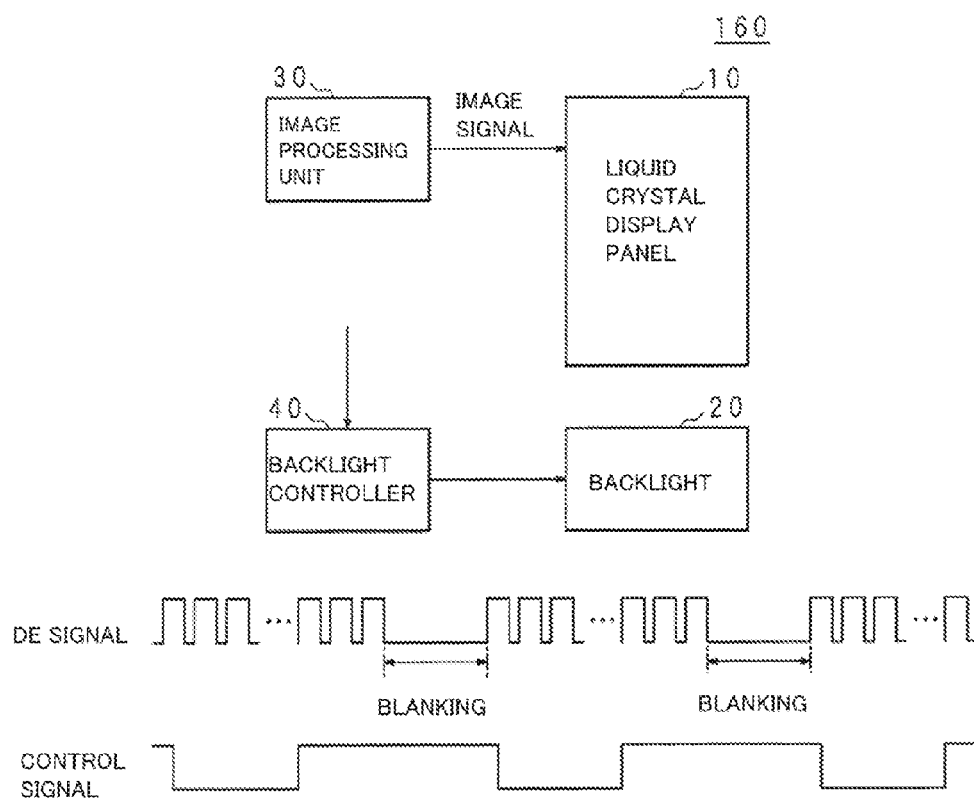 160
30
10
IMAGE
PROCESSING
UNIT
IMAGE
SIGNAL
LIQUID
CRYSTAL
DISPLAY
PANEL
40
20
BACKLIGHT
CONTROLLER
BACKLIGHT
DE SIGNAL
...
...
...
BLANKING
BLANKING
CONTROL
SIGNAL